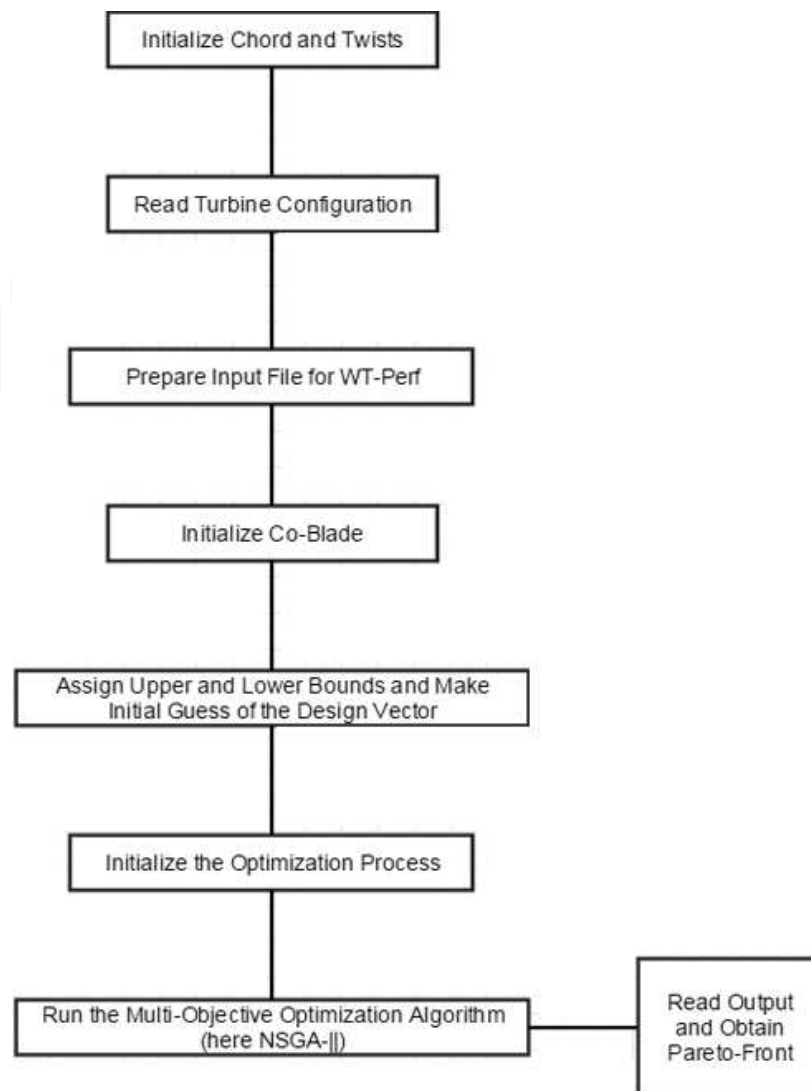 Initialize Chord and Twists
Read Turbine Configuration
Prepare Input File for WT-Perf
Initialize Co-Blade
Assign Upper and Lower Bounds and Make
Initial Guess of the Design Vector
Initialize the Optimization Process
Run the Multi-Objective Optimization Algorithm
(here NSGA-||)
Read Output
and Obtain
Pareto-Front